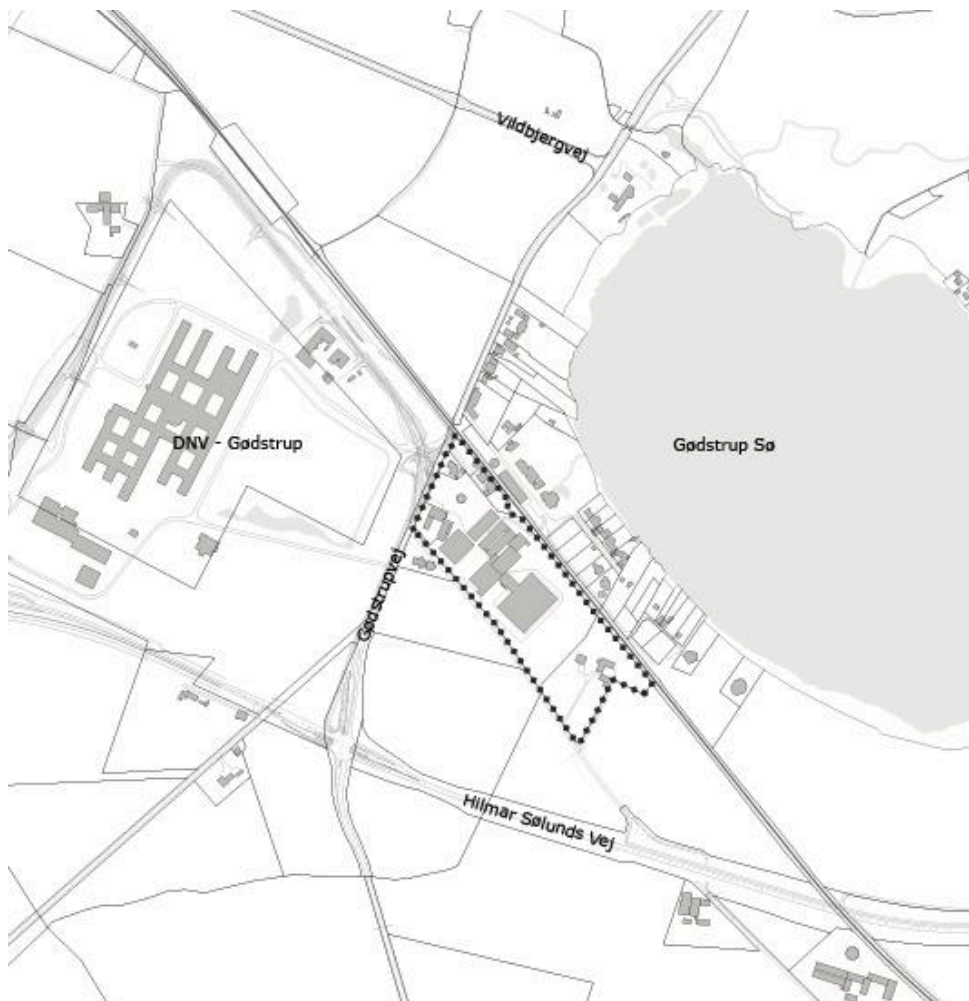 Vildbjergvej
DNV - Gødstrup
Gødstrup Sø
Gødstrupvej
Hilmar Sølunds Vej